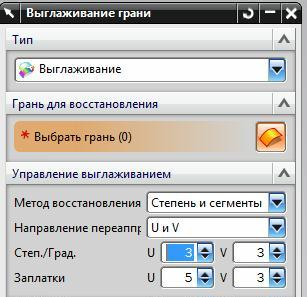 Выглаживание грани
Тип
Выглаживание
Грань для восстановления
* Выбрать грань (0)
Управление выглаживанием
Метод восстановления Степень и сегменты
Направление переаппр U и V
Степ./Град. U 3 V 3
Заплатки U 5 V 3